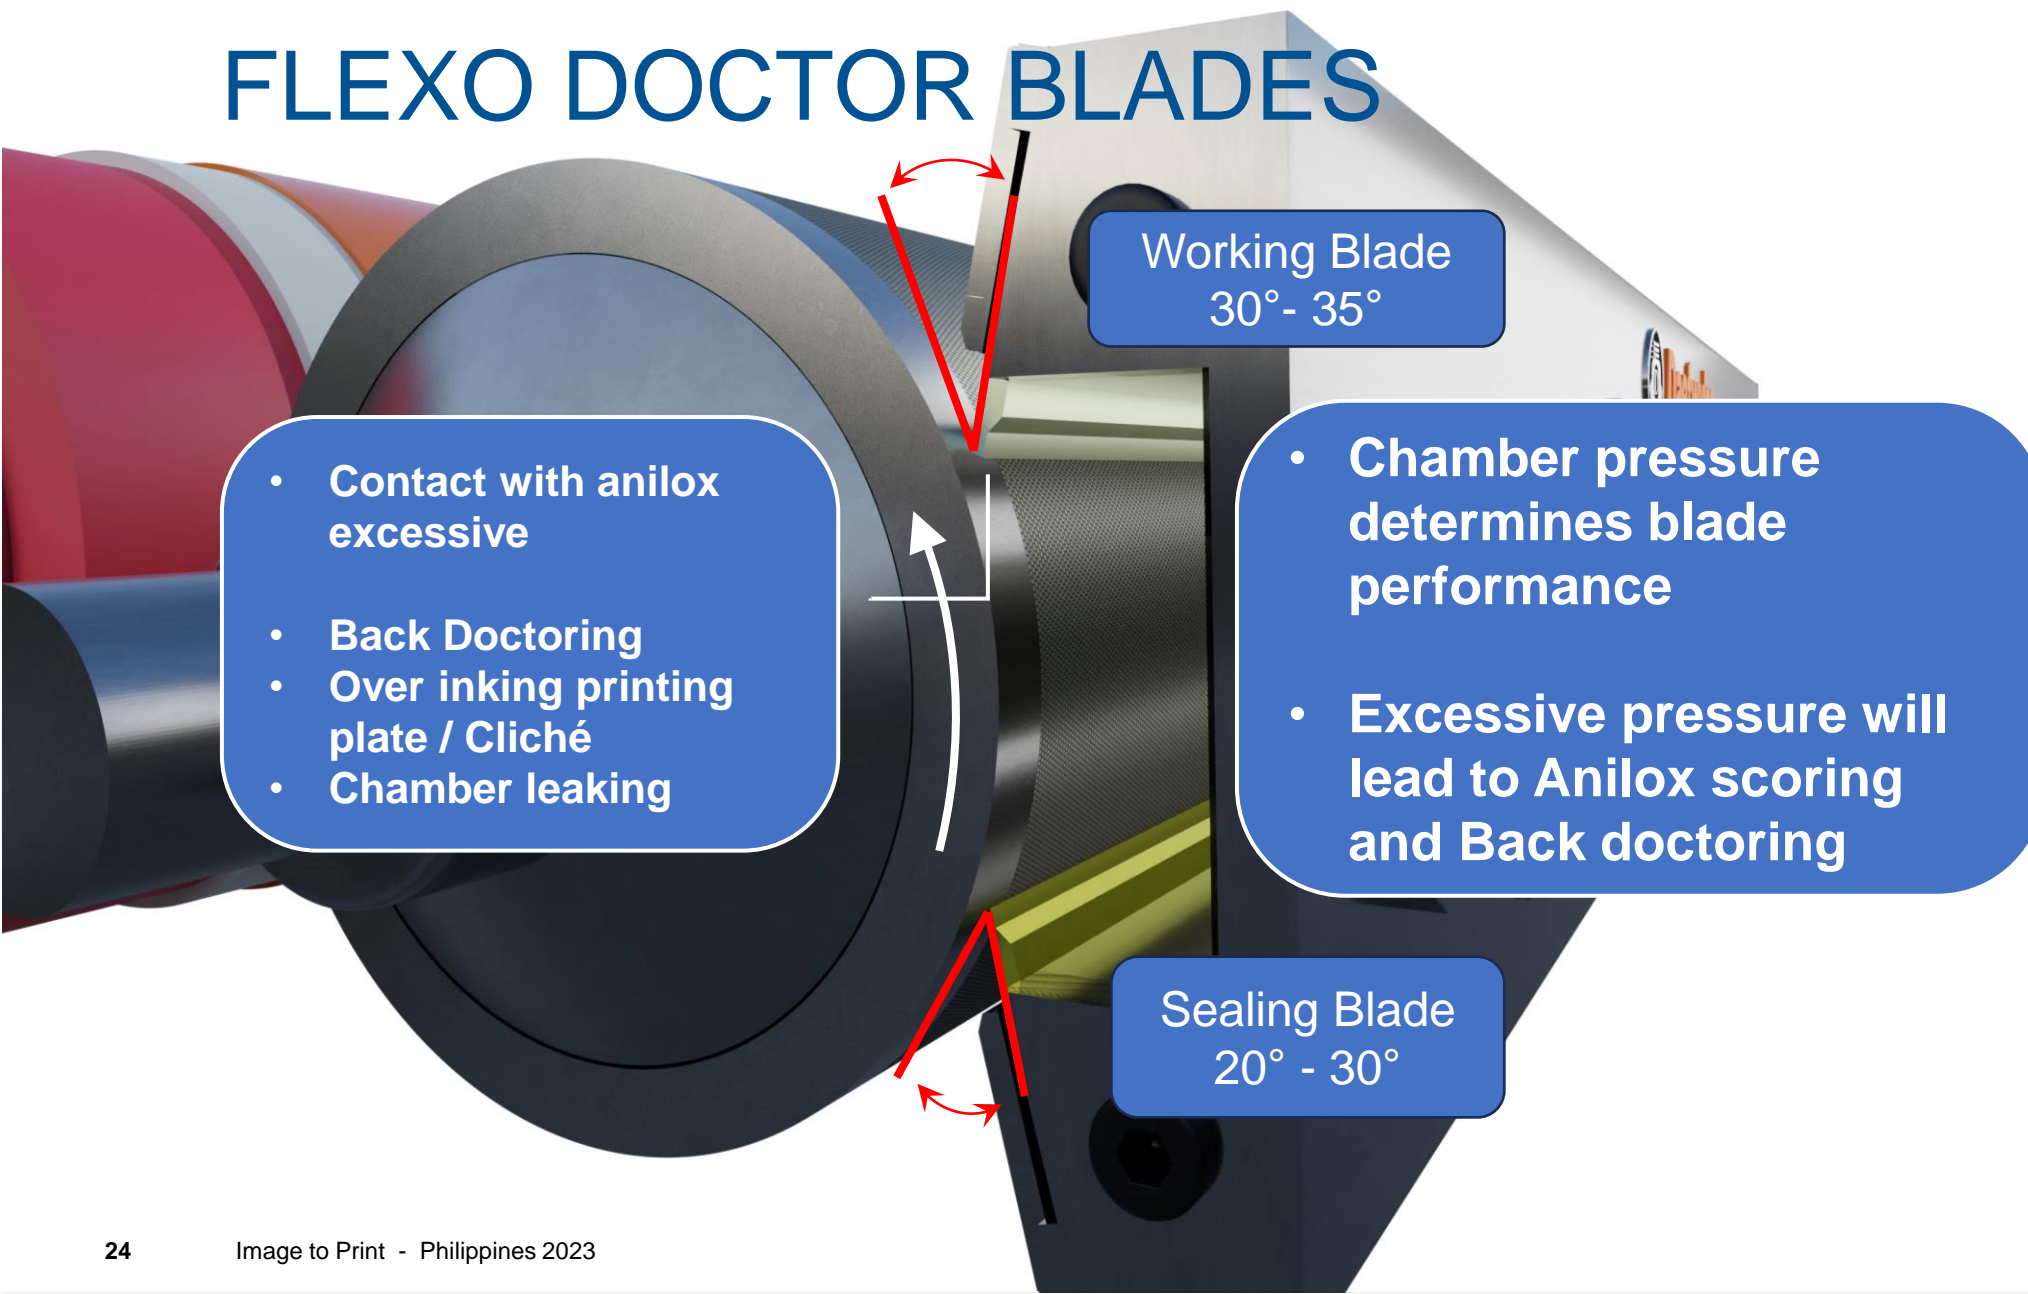 FLEXO DOCTOR BLADES
Working Blade
30°- 35°
• Contact with anilox
excessive
• Back Doctoring
• Over inking printing
plate / Cliché
• Chamber leaking
• Chamber pressure
determines blade
performance
• Excessive pressure will
lead to Anilox scoring
and Back doctoring
Sealing Blade
20° - 30°
24 Image to Print - Philippines 2023